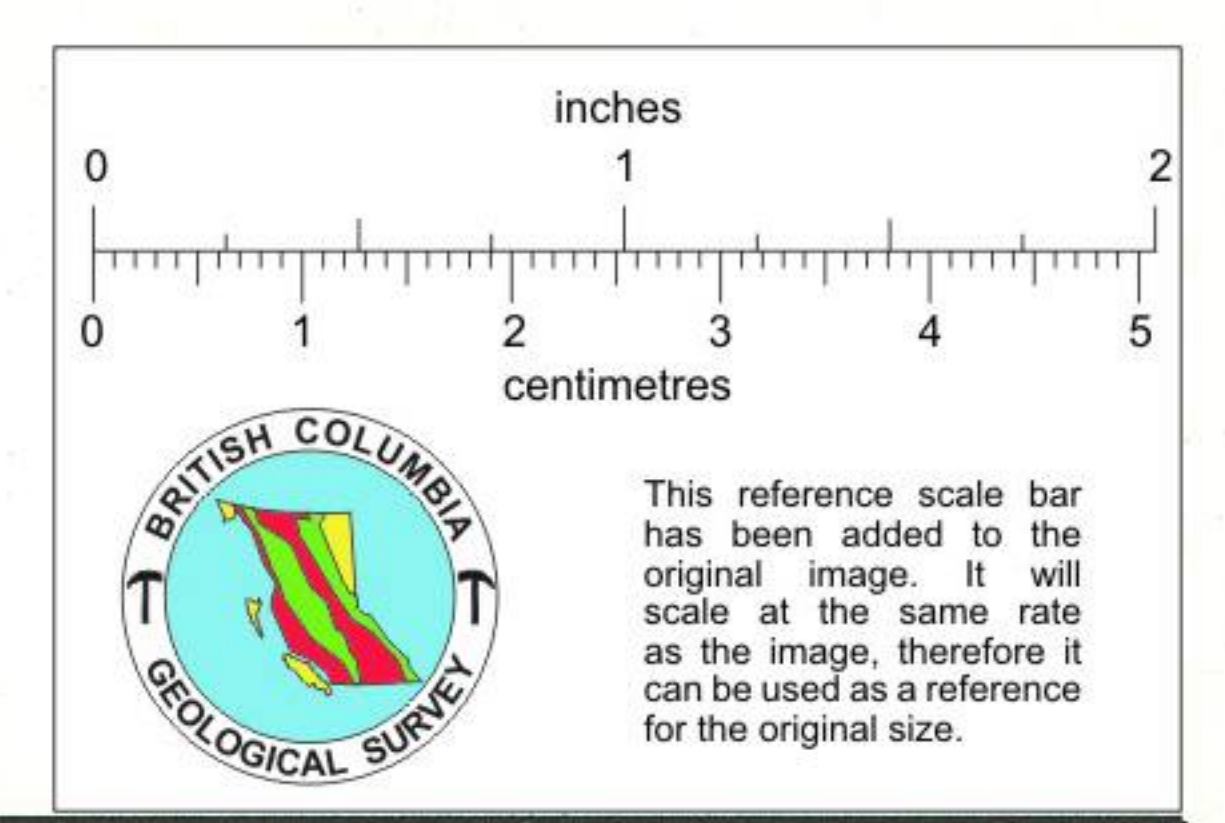 inches
0 1 2
0 1 2 3 4 5
centimetres
BRITISH COLUMBIA
GEOLOGICAL SURVEY
This reference scale bar
has been added to the
original image. It will
scale at the same rate
as the image, therefore it
can be used as a reference
for the original size.